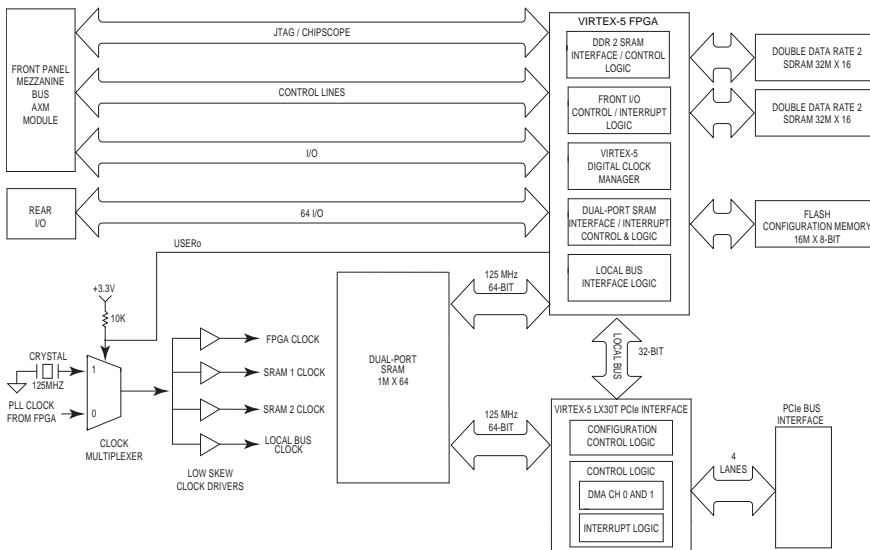 VIRTEX-5 FPGA
JTAG / CHIPSCOPE
DDR 2 SRAM
INTERFACE / CONTROL
LOGIC
DOUBLE DATA RATE 2
SDRAM 32M X 16
FRONT PANEL
MEZZANINE
BUS
AXM
MODULE
CONTROL LINES
FRONT I/O
CONTROL / INTERRUPT
LOGIC
DOUBLE DATA RATE 2
SDRAM 32M X 16
I/O
VIRTEX-5
DIGITAL CLOCK
MANAGER
REAR
I/O
64 I/O
DUAL-PORT SRAM
INTERFACE / INTERRUPT
CONTROL & LOGIC
FLASH
CONFIGURATION MEMORY
16M X 8-BIT
USERo
LOCAL BUS
INTERFACE LOGIC
125 MHz
64-BIT
+3.3V
10K
FPGA CLOCK
CRYSTAL
125MHZ
1
SRAM 1 CLOCK
DUAL-PORT
SRAM
1M X 64
LOCAL BUS
32-BIT
PLL CLOCK
FROM FPGA
0
SRAM 2 CLOCK
LOCAL BUS
CLOCK
CLOCK
MULTIPLEXER
LOW SKEW
CLOCK DRIVERS
125 MHz
64-BIT
VIRTEX-5 LX30T PCIe INTERFACE
CONFIGURATION
CONTROL LOGIC
CONTROL LOGIC
DMA CH 0 AND 1
INTERRUPT LOGIC
4
LANES
PCIe BUS
INTERFACE